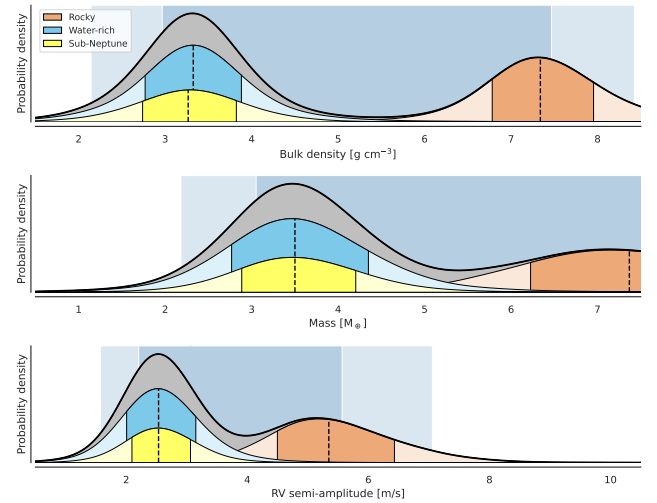 Rocky
Water-rich
Sub-Neptune
Probability density
2 3 4 5 6 7 8
Bulk density [g cm⁻³]
Probability density
1 2 3 4 5 6 7
Mass [M⊕]
Probability density
2 4 6 8 10
RV semi-amplitude [m/s]